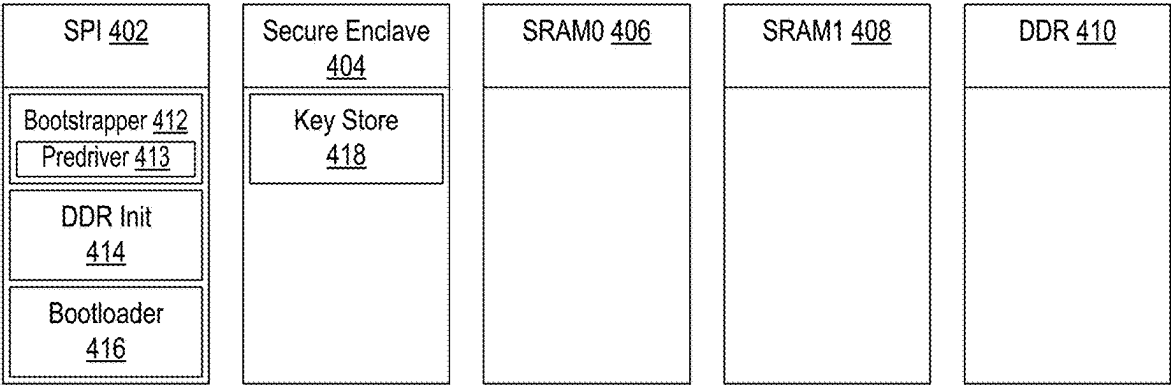 SPI 402
Secure Enclave
404
SRAM0 406
SRAM1 408
DDR 410
Bootstrapper 412
Predriver 413
Key Store
418
DDR Init
414
Bootloader
416